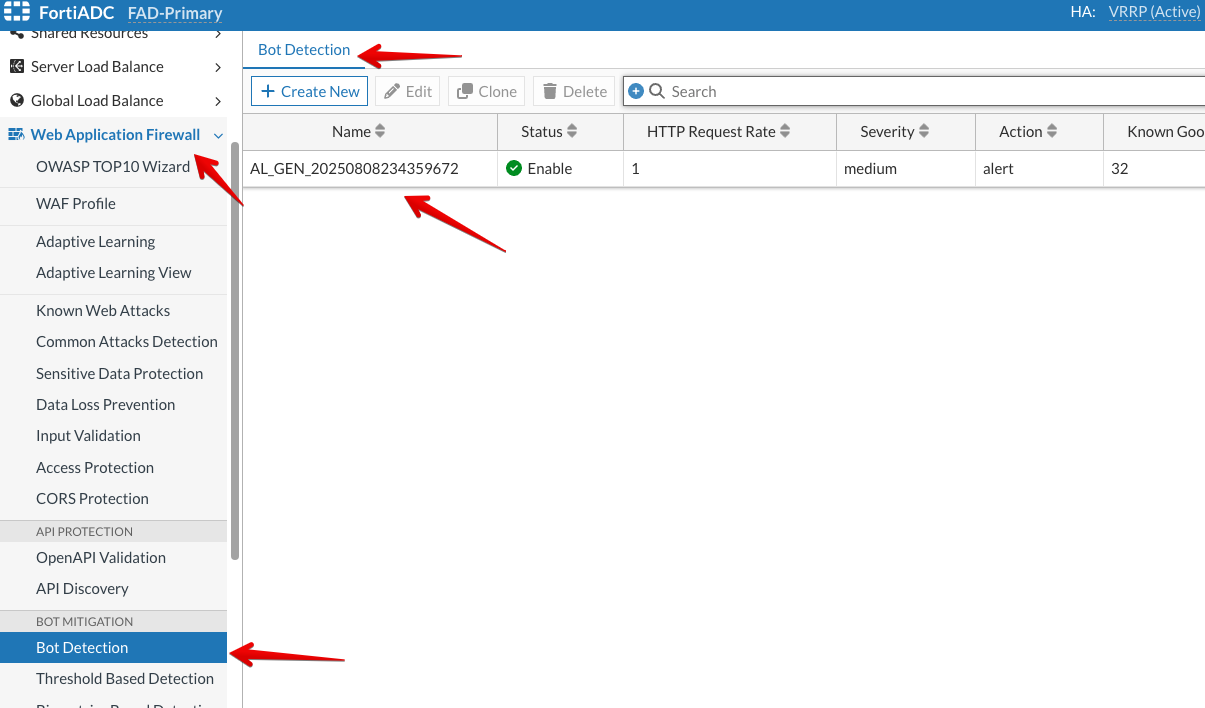 FortiADC FAD-Primary
HA: VRRP (Active)
Shared Resources
Server Load Balance
Global Load Balance
Web Application Firewall
OWASP TOP10 Wizard
WAF Profile
Adaptive Learning
Adaptive Learning View
Known Web Attacks
Common Attacks Detection
Sensitive Data Protection
Data Loss Prevention
Input Validation
Access Protection
CORS Protection
API PROTECTION
OpenAPI Validation
API Discovery
BOT MITIGATION
Bot Detection
Threshold Based Detection
Bot Detection
Create New Edit Clone Delete Search
Name Status HTTP Request Rate Severity Action Known Goo
AL_GEN_20250808234359672 Enable 1 medium alert 32